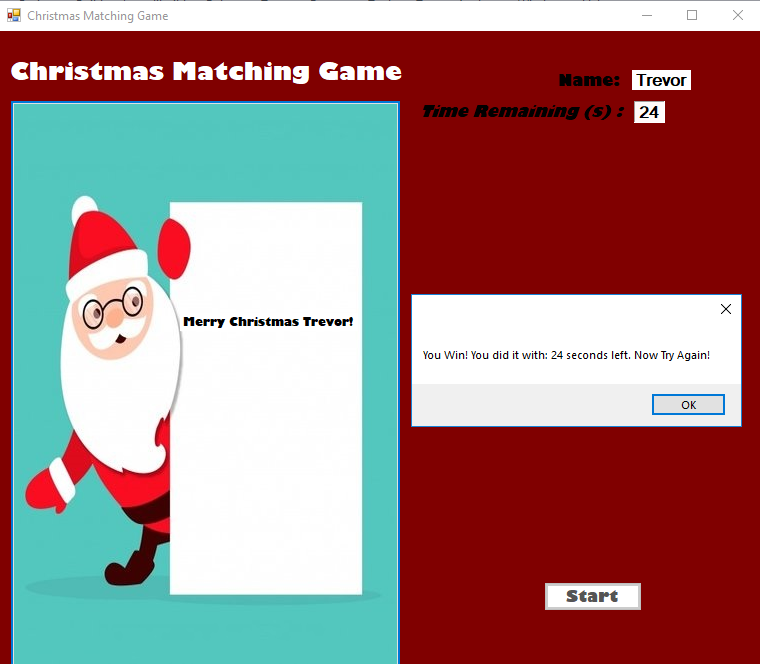 Christmas Matching Game
Christmas Matching Game
Name: Trevor
Time Remaining (s) : 24
Merry Christmas Trevor!
You Win! You did it with: 24 seconds left. Now Try Again!
OK
Start